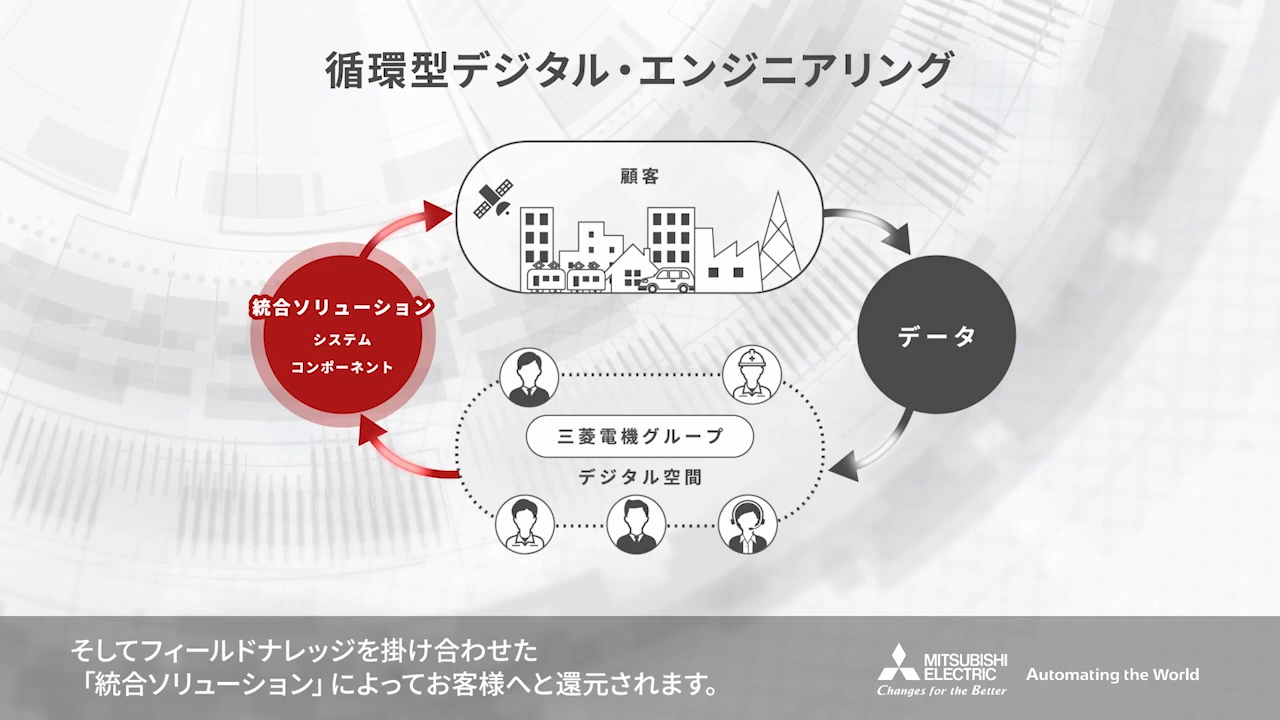 循環型デジタル・エンジニアリング
顧客
統合ソリューション
システム
コンポーネント
データ
三菱電機グループ
デジタル空間
そしてフィールドナレッジを掛け合わせた
「統合ソリューション」によってお客様へと還元されます。
MITSUBISHI
ELECTRIC
Changes for the Better
Automating the World